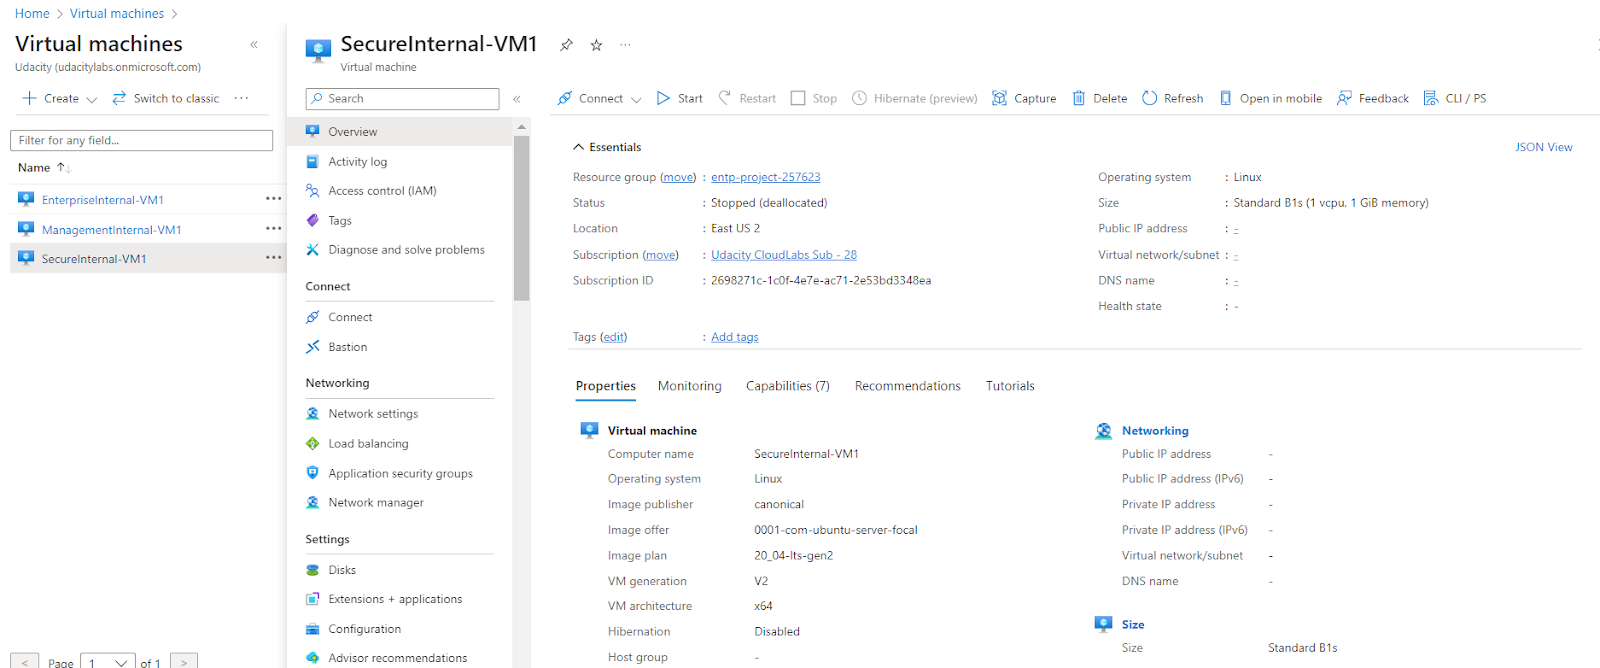 Home > Virtual machines >
Virtual machines «
Udacity (udacitylabs.onmicrosoft.com)
+ Create Switch to classic ...
Filter for any field...
Name ↑↓
EnterpriseInternal-VM1 ...
ManagementInternal-VM1 ...
SecureInternal-VM1 ...
< Page 1 of 1 >
SecureInternal-VM1 ...
Virtual machine
Search «
Overview
Activity log
Access control (IAM)
Tags
Diagnose and solve problems
Connect
Connect
Bastion
Networking
Network settings
Load balancing
Application security groups
Network manager
Settings
Disks
Extensions + applications
Configuration
Advisor recommendations
Connect Start Restart Stop Hibernate (preview) Capture Delete Refresh Open in mobile Feedback CLI / PS
Essentials JSON View
Resource group (move) : entp-project-257623
Status : Stopped (deallocated)
Location : East US 2
Subscription (move) : Udacity CloudLabs Sub - 28
Subscription ID : 2698271c-1c0f-4e7e-ac71-2e53bd3348ea
Operating system : Linux
Size : Standard B1s (1 vcpu, 1 GiB memory)
Public IP address : -
Virtual network/subnet : -
DNS name : -
Health state : -
Tags (edit) : Add tags
Properties Monitoring Capabilities (7) Recommendations Tutorials
Virtual machine
Computer name SecureInternal-VM1
Operating system Linux
Image publisher canonical
Image offer 0001-com-ubuntu-server-focal
Image plan 20_04-lts-gen2
VM generation V2
VM architecture x64
Hibernation Disabled
Host group -
Networking
Public IP address -
Public IP address (IPv6) -
Private IP address -
Private IP address (IPv6) -
Virtual network/subnet -
DNS name -
Size
Size Standard B1s